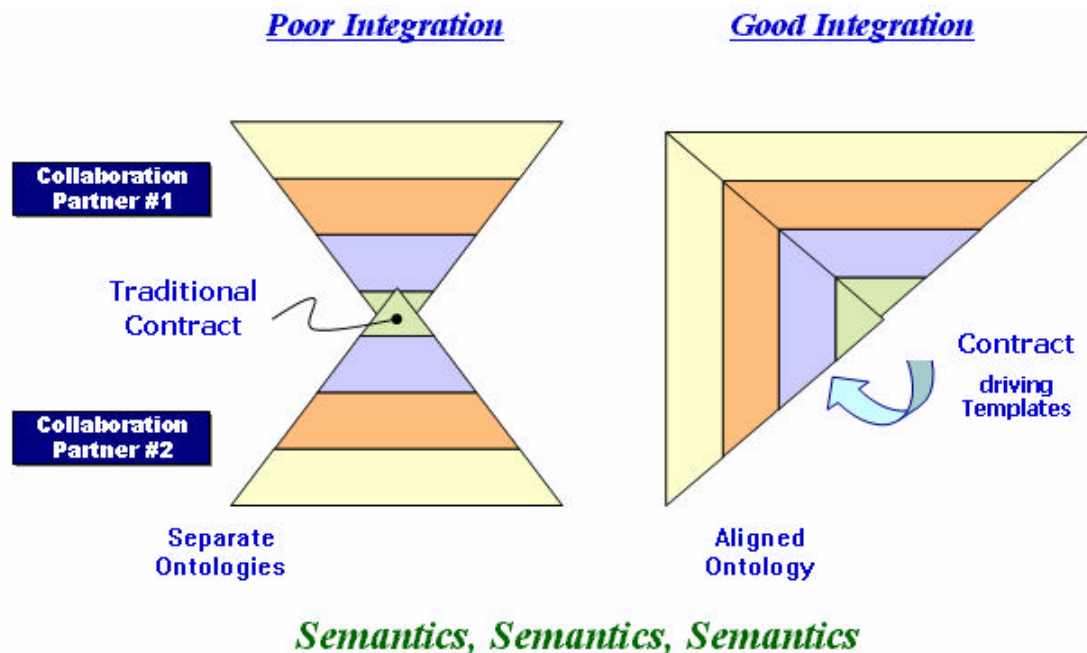 Poor Integration
Good Integration
Collaboration
Partner #1
Traditional
Contract
Contract
driving
Templates
Collaboration
Partner #2
Separate
Ontologies
Aligned
Ontology
Semantics, Semantics, Semantics